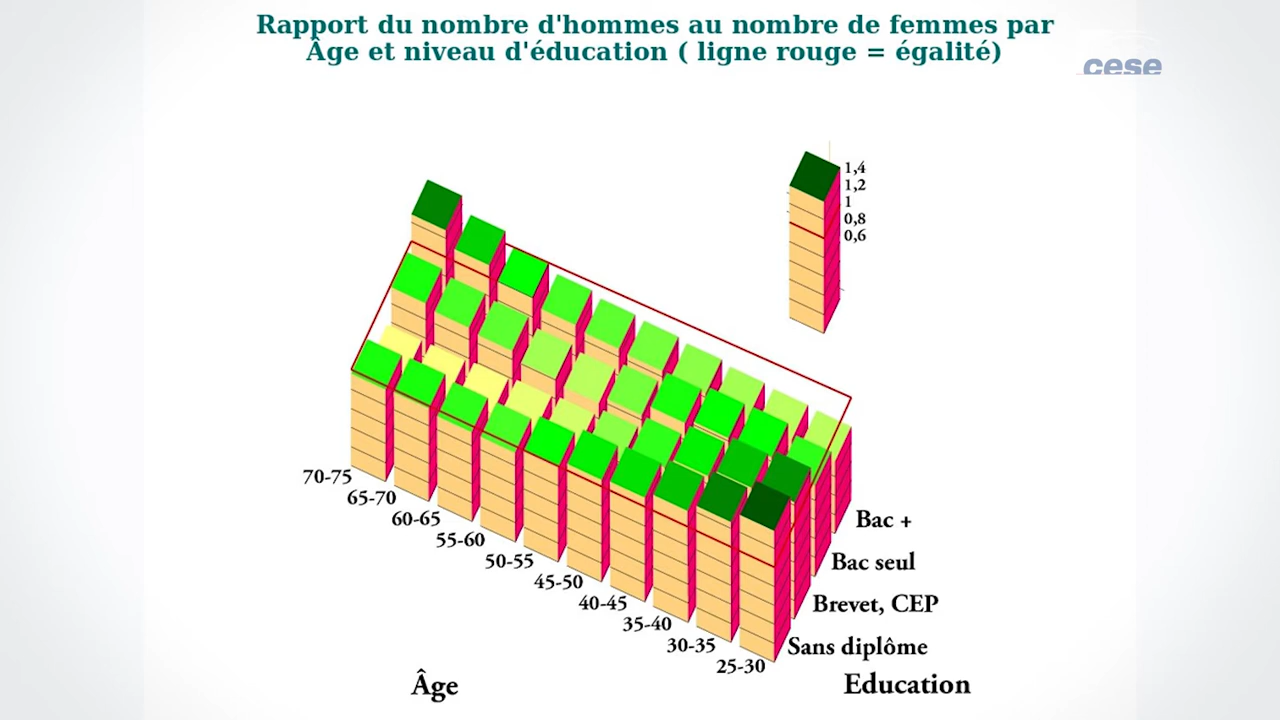 Rapport du nombre d'hommes au nombre de femmes par
Âge et niveau d'éducation ( ligne rouge = égalité)
cese
1,4
1,2
1
0,8
0,6
70-75
65-70
60-65
55-60
50-55
45-50
40-45
35-40
30-35
25-30
Bac +
Bac seul
Brevet, CEP
Sans diplôme
Âge
Education